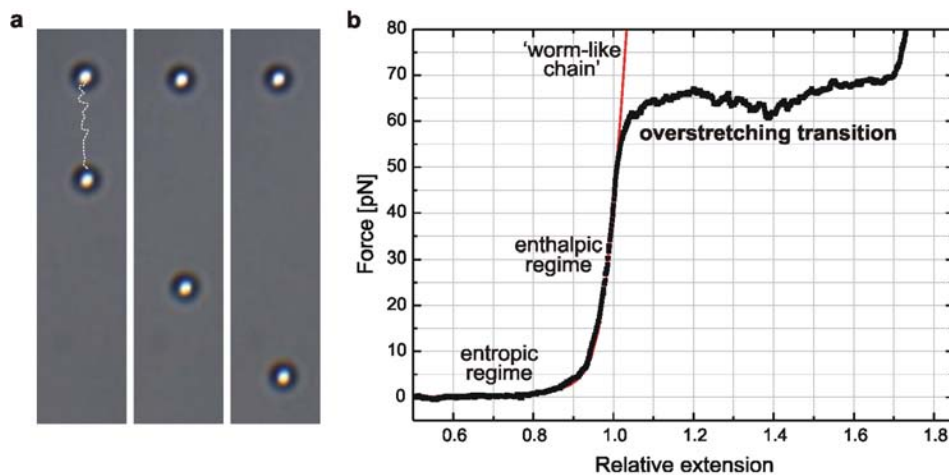 a
b
80
70
60
50
40
30
20
10
0
Force [pN]
'worm-like
chain'
overstretching transition
enthalpic
regime
entropic
regime
0.6 0.8 1.0 1.2 1.4 1.6 1.8
Relative extension